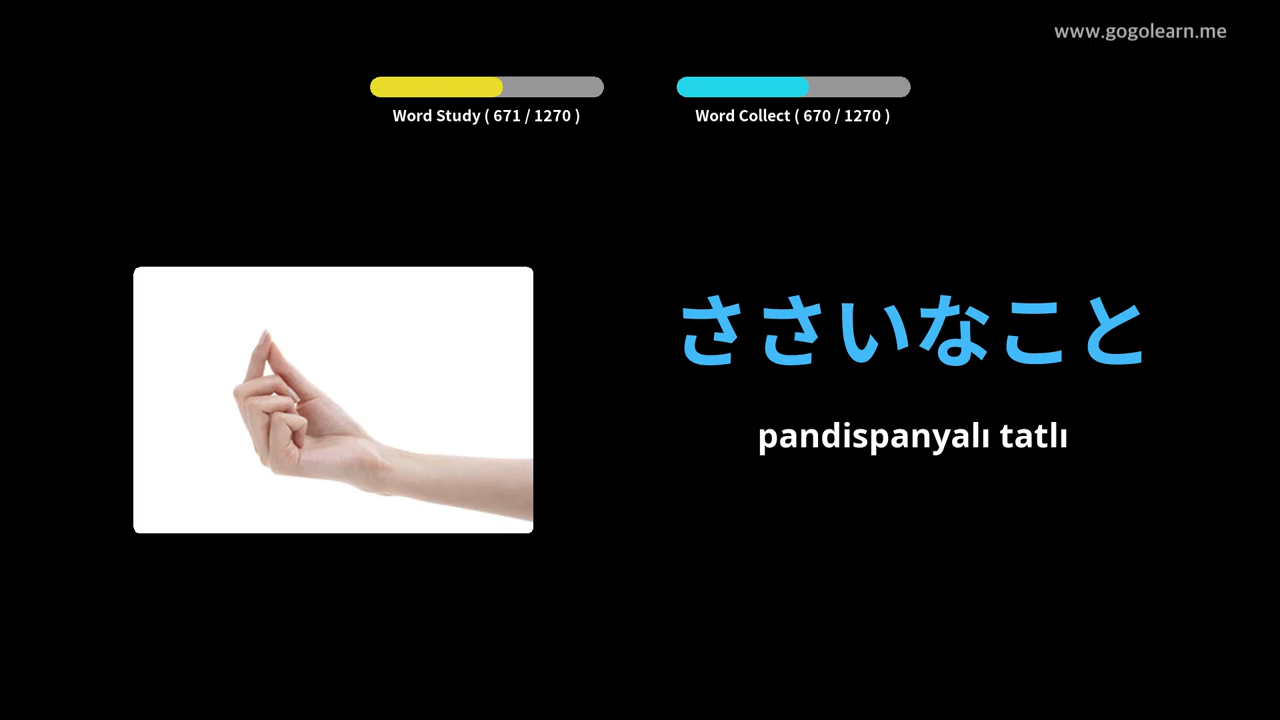 www.gogolearn.me
Word Study ( 671 / 1270 )
Word Collect ( 670 / 1270 )
ささいなこと
pandispanyalı tatlı